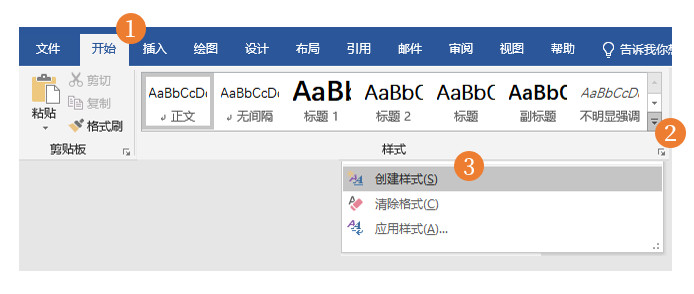 1
文件 开始 插入 绘图 设计 布局 引用 邮件 审阅 视图 帮助 告诉我你想
粘贴
剪切
复制
格式刷
剪贴板
AaBbCcDc AaBbCcDc AaBb AaBbC AaBbC AaBbC AaBbCcD
正文 无间隔 标题 1 标题 2 标题 副标题 不明显强调
样式
2
3
创建样式(S)
清除格式(C)
应用样式(A)...